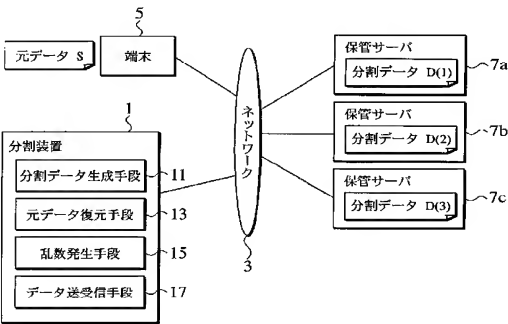 5
元データ S
端末
1
分割装置
分割データ生成手段
11
元データ復元手段
13
乱数発生手段
15
データ送受信手段
17
ネットワーク
3
保管サーバ
分割データ D(1)
7a
保管サーバ
分割データ D(2)
7b
保管サーバ
分割データ D(3)
7c